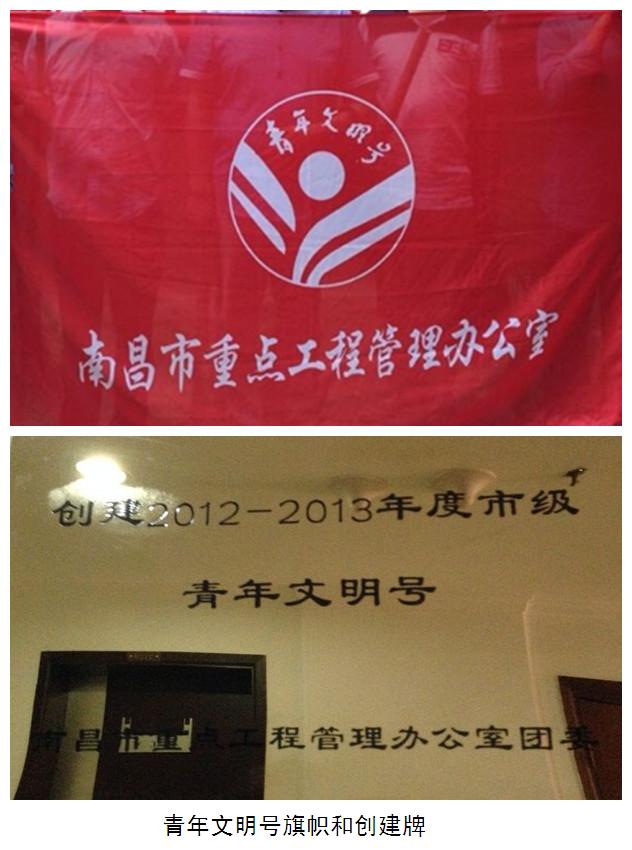 青年文明号
南昌市重点工程管理办公室
创建2012-2013年度市级
青年文明号
南昌市重点工程管理办公室团委
青年文明号旗帜和创建牌